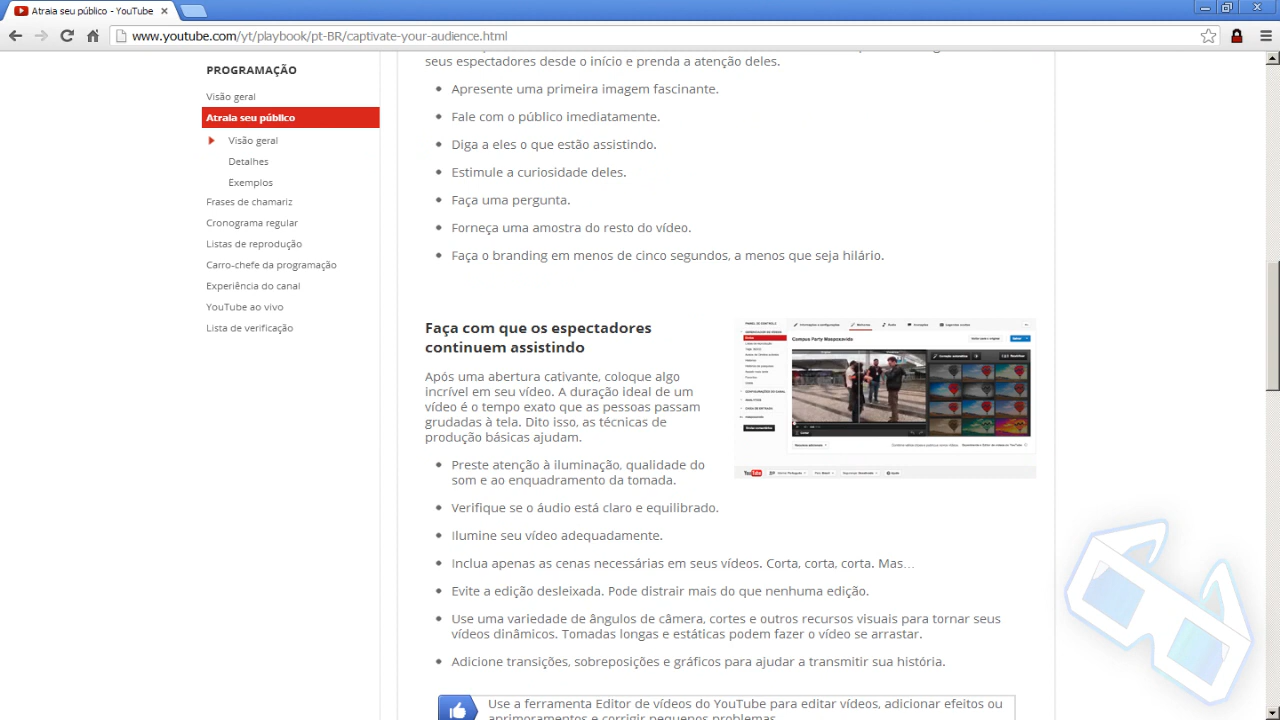 Atraia seu público - YouTube
www.youtube.com/yt/playbook/pt-BR/captivate-your-audience.html
PROGRAMAÇÃO
Visão geral
Atraia seu público
Visão geral
Detalhes
Exemplos
Frases de chamariz
Cronograma regular
Listas de reprodução
Carro-chefe da programação
Experiência do canal
YouTube ao vivo
Lista de verificação
seus espectadores desde o início e prenda a atenção deles.
Apresente uma primeira imagem fascinante.
Fale com o público imediatamente.
Diga a eles o que estão assistindo.
Estimule a curiosidade deles.
Faça uma pergunta.
Forneça uma amostra do resto do vídeo.
Faça o branding em menos de cinco segundos, a menos que seja hilário.
Faça com que os espectadores
continuem assistindo
Após uma abertura cativante, coloque algo
incrível em seu vídeo. A duração ideal de um
vídeo é o tempo exato que as pessoas passam
grudadas à tela. Dito isso, as técnicas de
produção básicas ajudam.
Preste atenção à iluminação, qualidade do
som e ao enquadramento da tomada.
Verifique se o áudio está claro e equilibrado.
Ilumine seu vídeo adequadamente.
Inclua apenas as cenas necessárias em seus vídeos. Corta, corta, corta. Mas…
Evite a edição desleixada. Pode distrair mais do que nenhuma edição.
Use uma variedade de ângulos de câmera, cortes e outros recursos visuais para tornar seus
vídeos dinâmicos. Tomadas longas e estáticas podem fazer o vídeo se arrastar.
Adicione transições, sobreposições e gráficos para ajudar a transmitir sua história.
Use a ferramenta Editor de vídeos do YouTube para editar vídeos, adicionar efeitos ou
aprimoramentos e corrigir pequenos problemas.
Campus Party Maspoxavida
YouTube